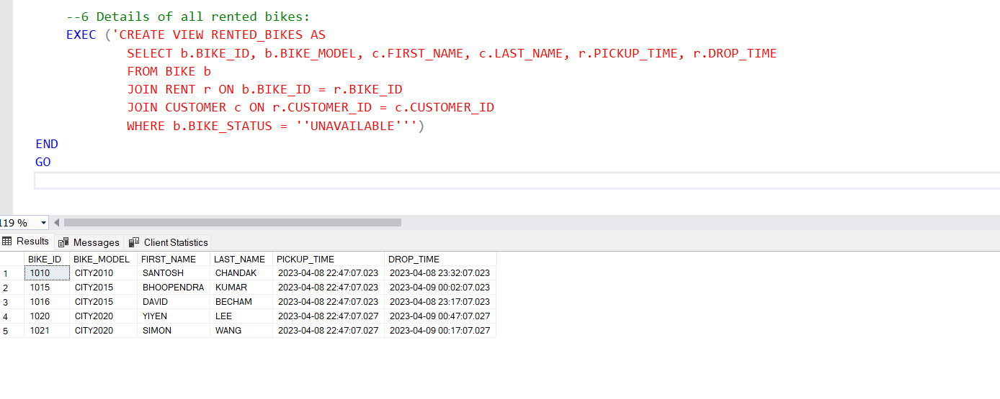 --6 Details of all rented bikes:
EXEC ('CREATE VIEW RENTED_BIKES AS
SELECT b.BIKE_ID, b.BIKE_MODEL, c.FIRST_NAME, c.LAST_NAME, r.PICKUP_TIME, r.DROP_TIME
FROM BIKE b
JOIN RENT r ON b.BIKE_ID = r.BIKE_ID
JOIN CUSTOMER c ON r.CUSTOMER_ID = c.CUSTOMER_ID
WHERE b.BIKE_STATUS = ''UNAVAILABLE''')
END
GO
119 %
Results Messages Client Statistics
BIKE_ID BIKE_MODEL FIRST_NAME LAST_NAME PICKUP_TIME DROP_TIME
1 1010 CITY2010 SANTOSH CHANDAK 2023-04-08 22:47:07.023 2023-04-08 23:32:07.023
2 1015 CITY2015 BHOOPENDRA KUMAR 2023-04-08 22:47:07.023 2023-04-09 00:02:07.023
3 1016 CITY2015 DAVID BECHAM 2023-04-08 22:47:07.023 2023-04-08 23:17:07.023
4 1020 CITY2020 YIYEN LEE 2023-04-08 22:47:07.027 2023-04-09 00:47:07.027
5 1021 CITY2020 SIMON WANG 2023-04-08 22:47:07.027 2023-04-09 00:17:07.027